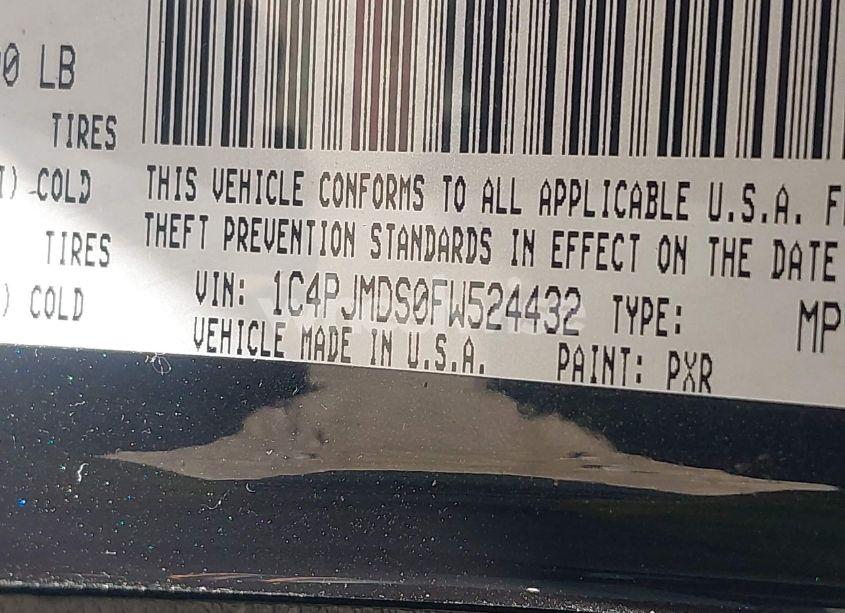 0 LB
TIRES
COLD
THIS VEHICLE CONFORMS TO ALL APPLICABLE U.S.A.
TIRES
THEFT PREVENTION STANDARDS IN EFFECT ON THE DATE
) COLD
VIN: 1C4PJMDS0FW524432 TYPE: MP
VEHICLE MADE IN U.S.A. PAINT: PXR